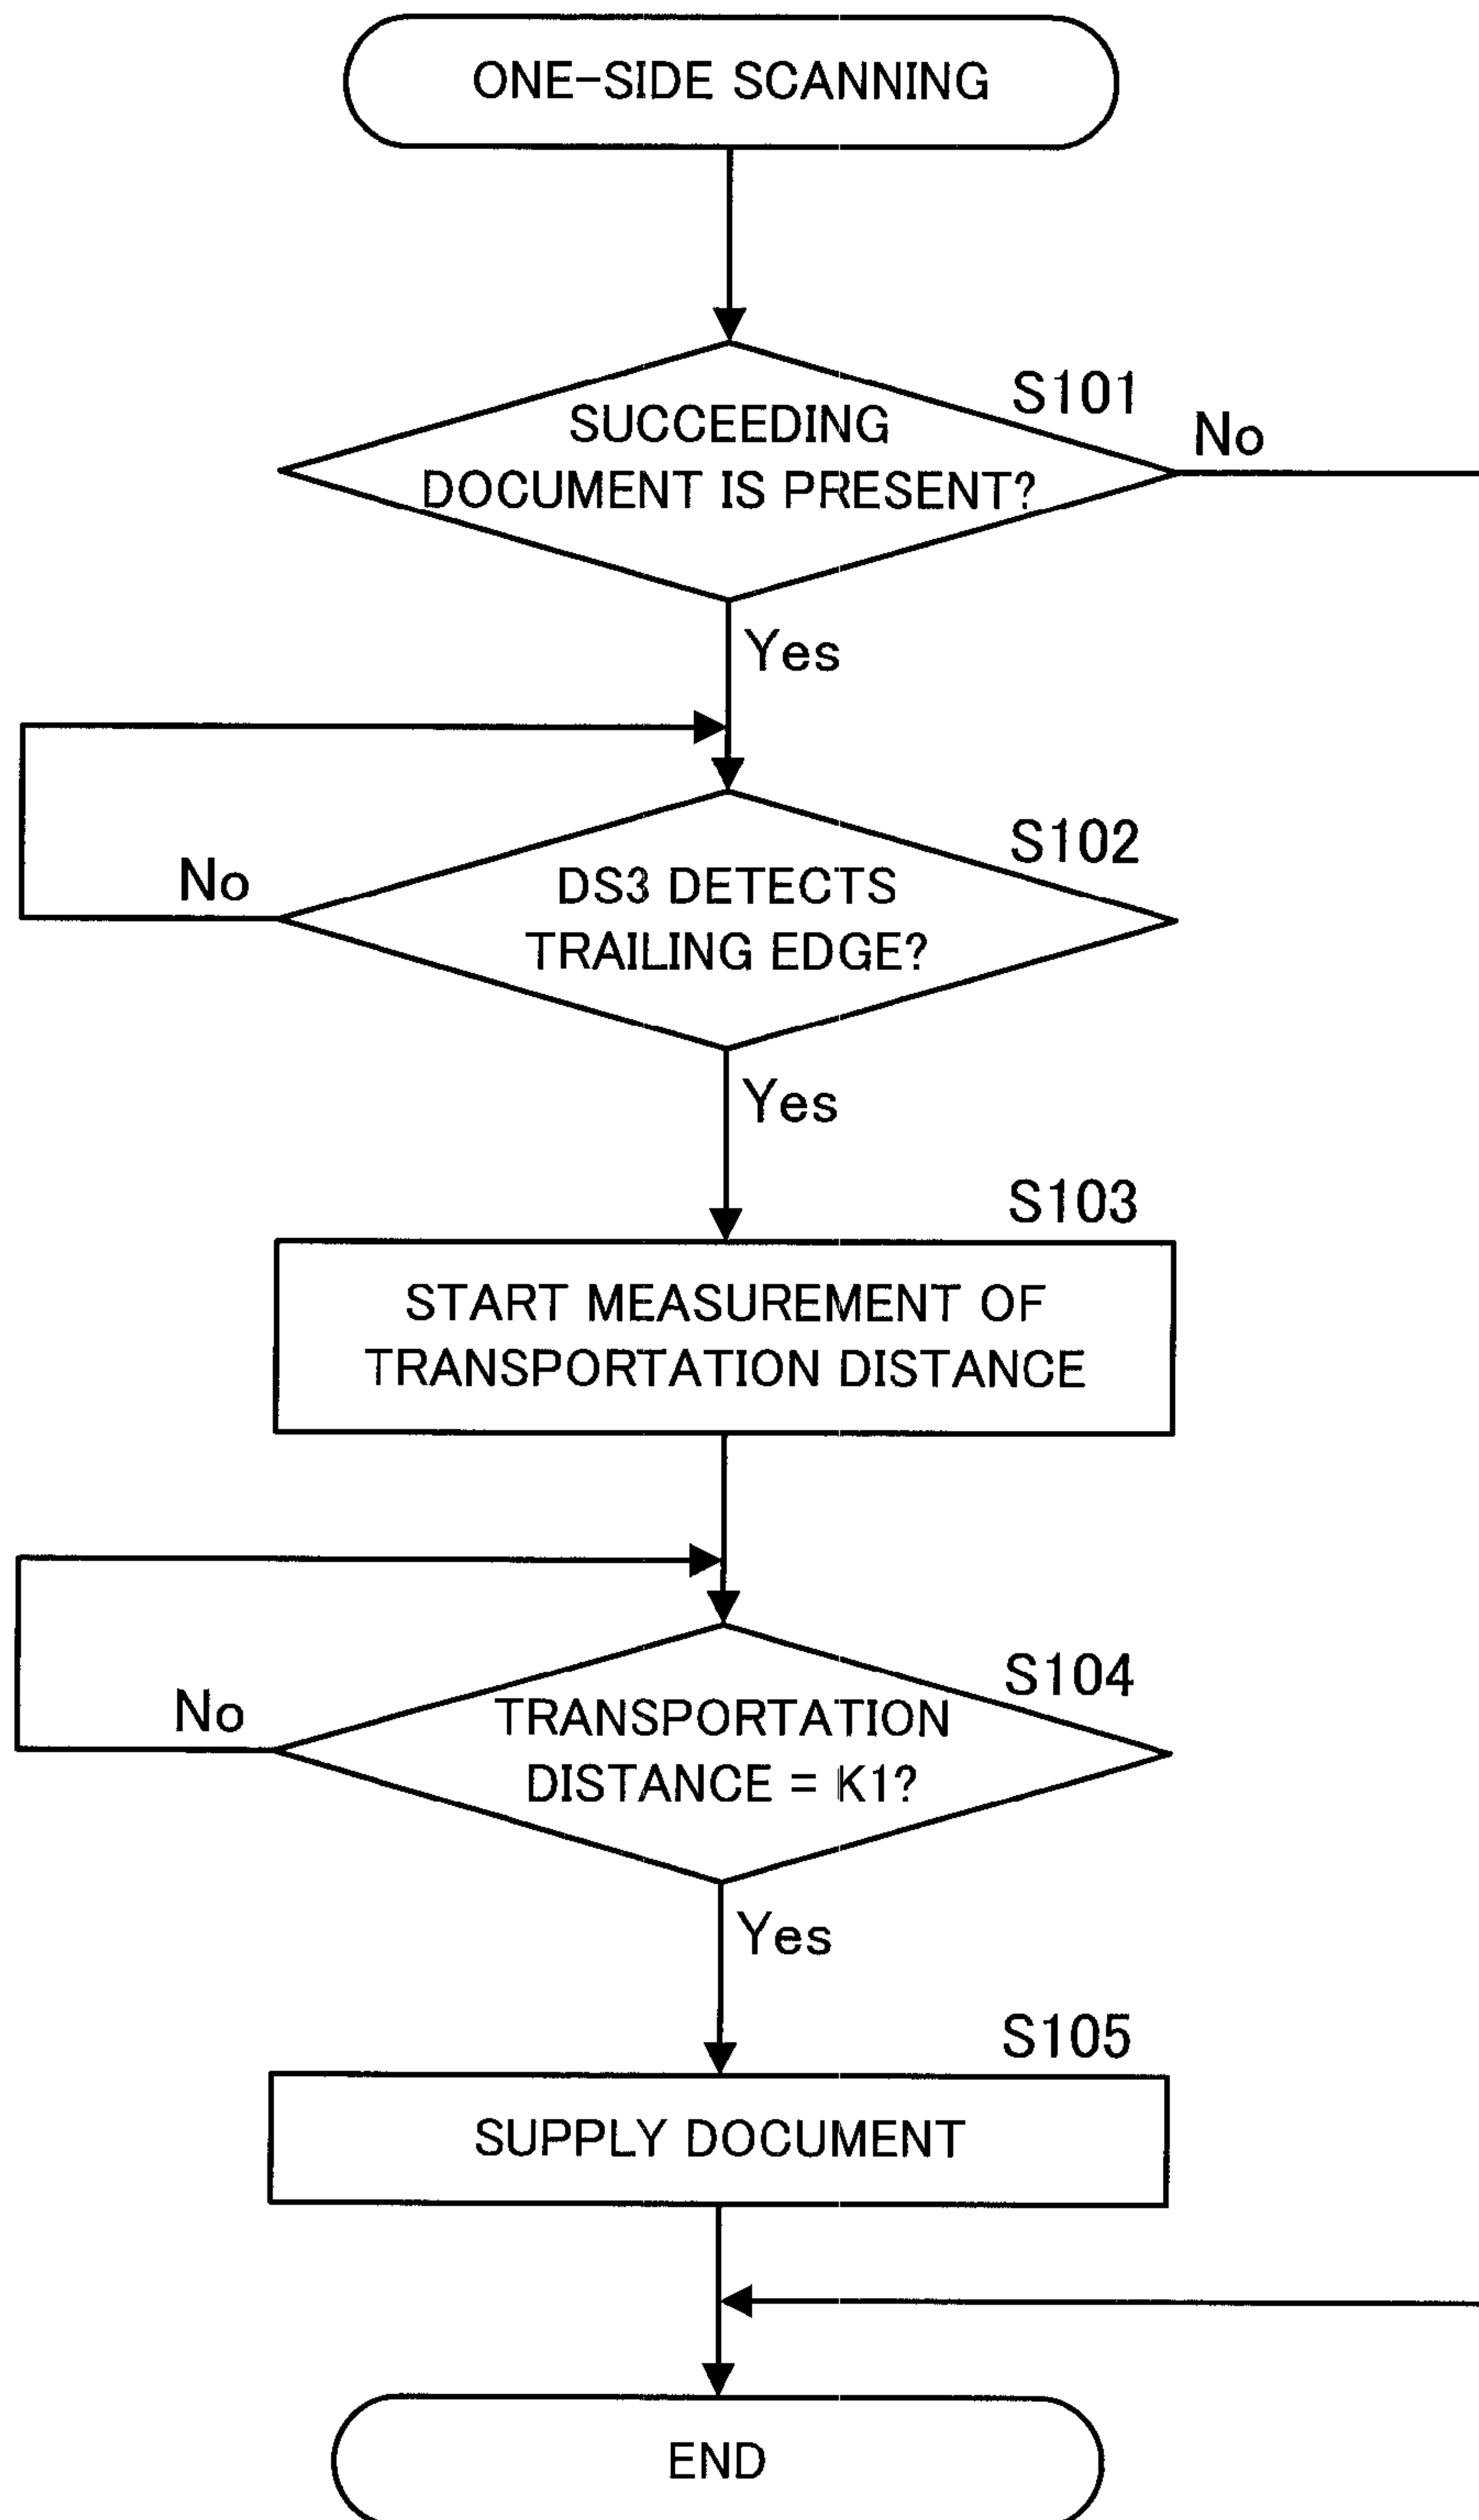 ONE-SIDE SCANNING
S101
No
SUCCEEDING
DOCUMENT IS PRESENT?
Yes
S102
No
DS3 DETECTS
TRAILING EDGE?
Yes
S103
START MEASUREMENT OF
TRANSPORTATION DISTANCE
S104
No
TRANSPORTATION
DISTANCE = K1?
Yes
S105
SUPPLY DOCUMENT
END